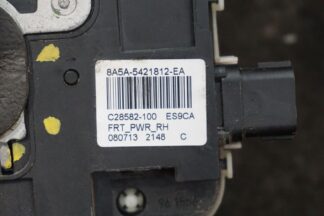 8A5A-5421812-EA
C28582-100 ES9CA
FRT_PWR_RH
080713 2148 C